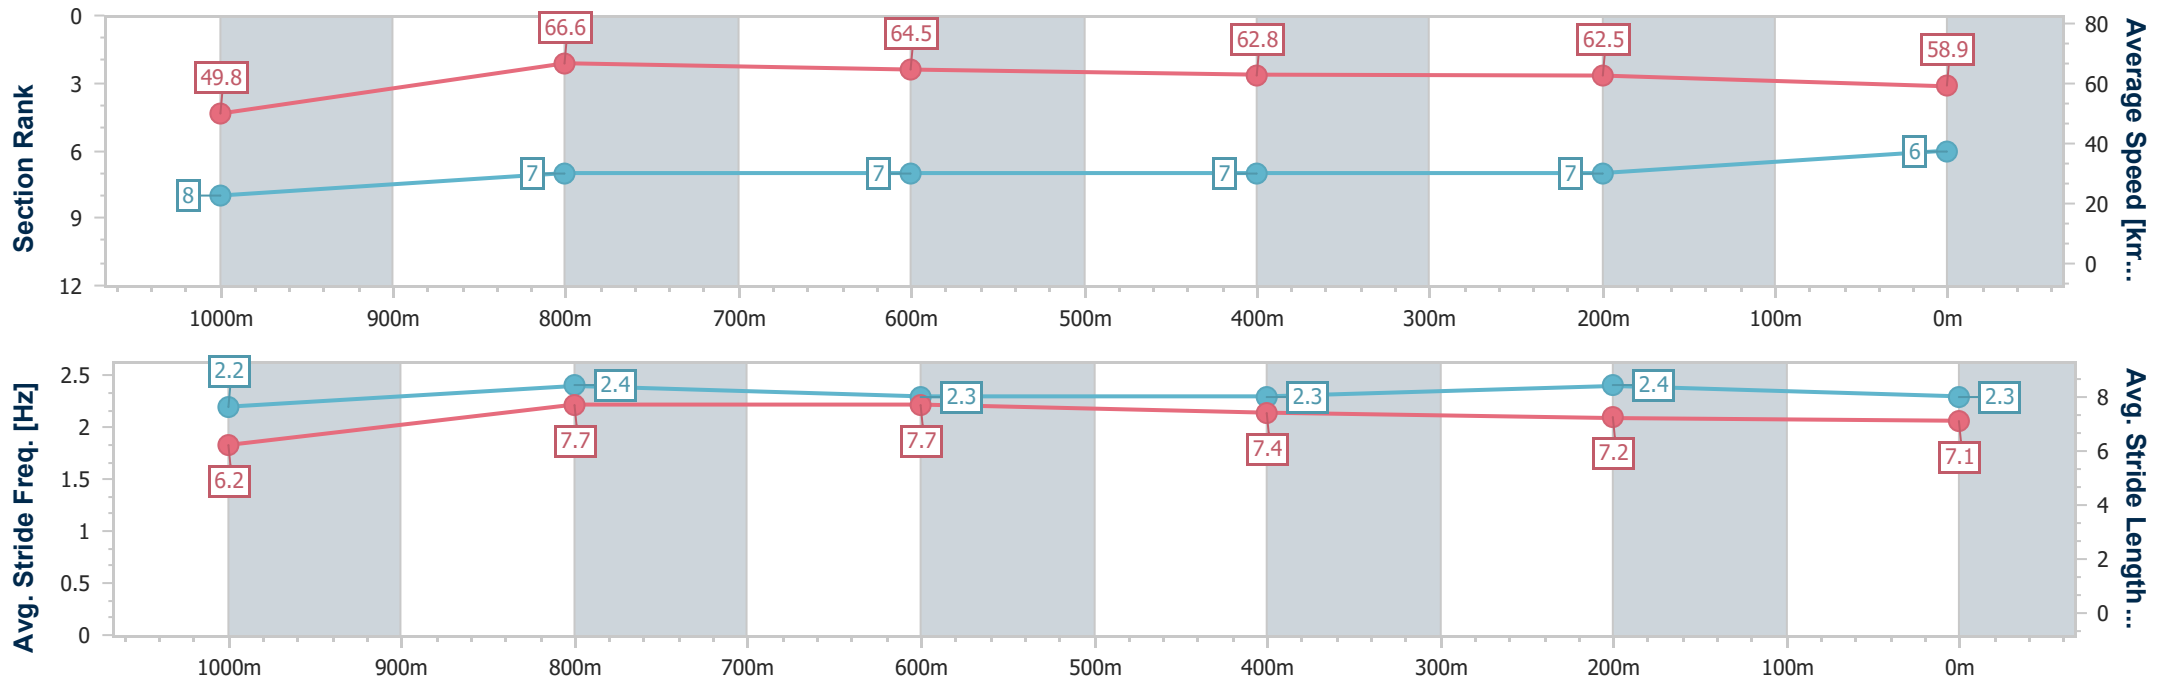 Section Rank
0
3
6
9
12
49.8
66.6
64.5
62.8
62.5
58.9
8
7
7
7
7
6
80
60
40
20
0
Average Speed [km...
1000m
900m
800m
700m
600m
500m
400m
300m
200m
100m
0m
Avg. Stride Freq. [Hz]
2.5
2
1.5
1
0.5
0
2.2
2.4
2.3
2.3
2.4
2.3
6.2
7.7
7.7
7.4
7.2
7.1
8
6
4
2
0
Avg. Stride Length ...
1000m
900m
800m
700m
600m
500m
400m
300m
200m
100m
0m